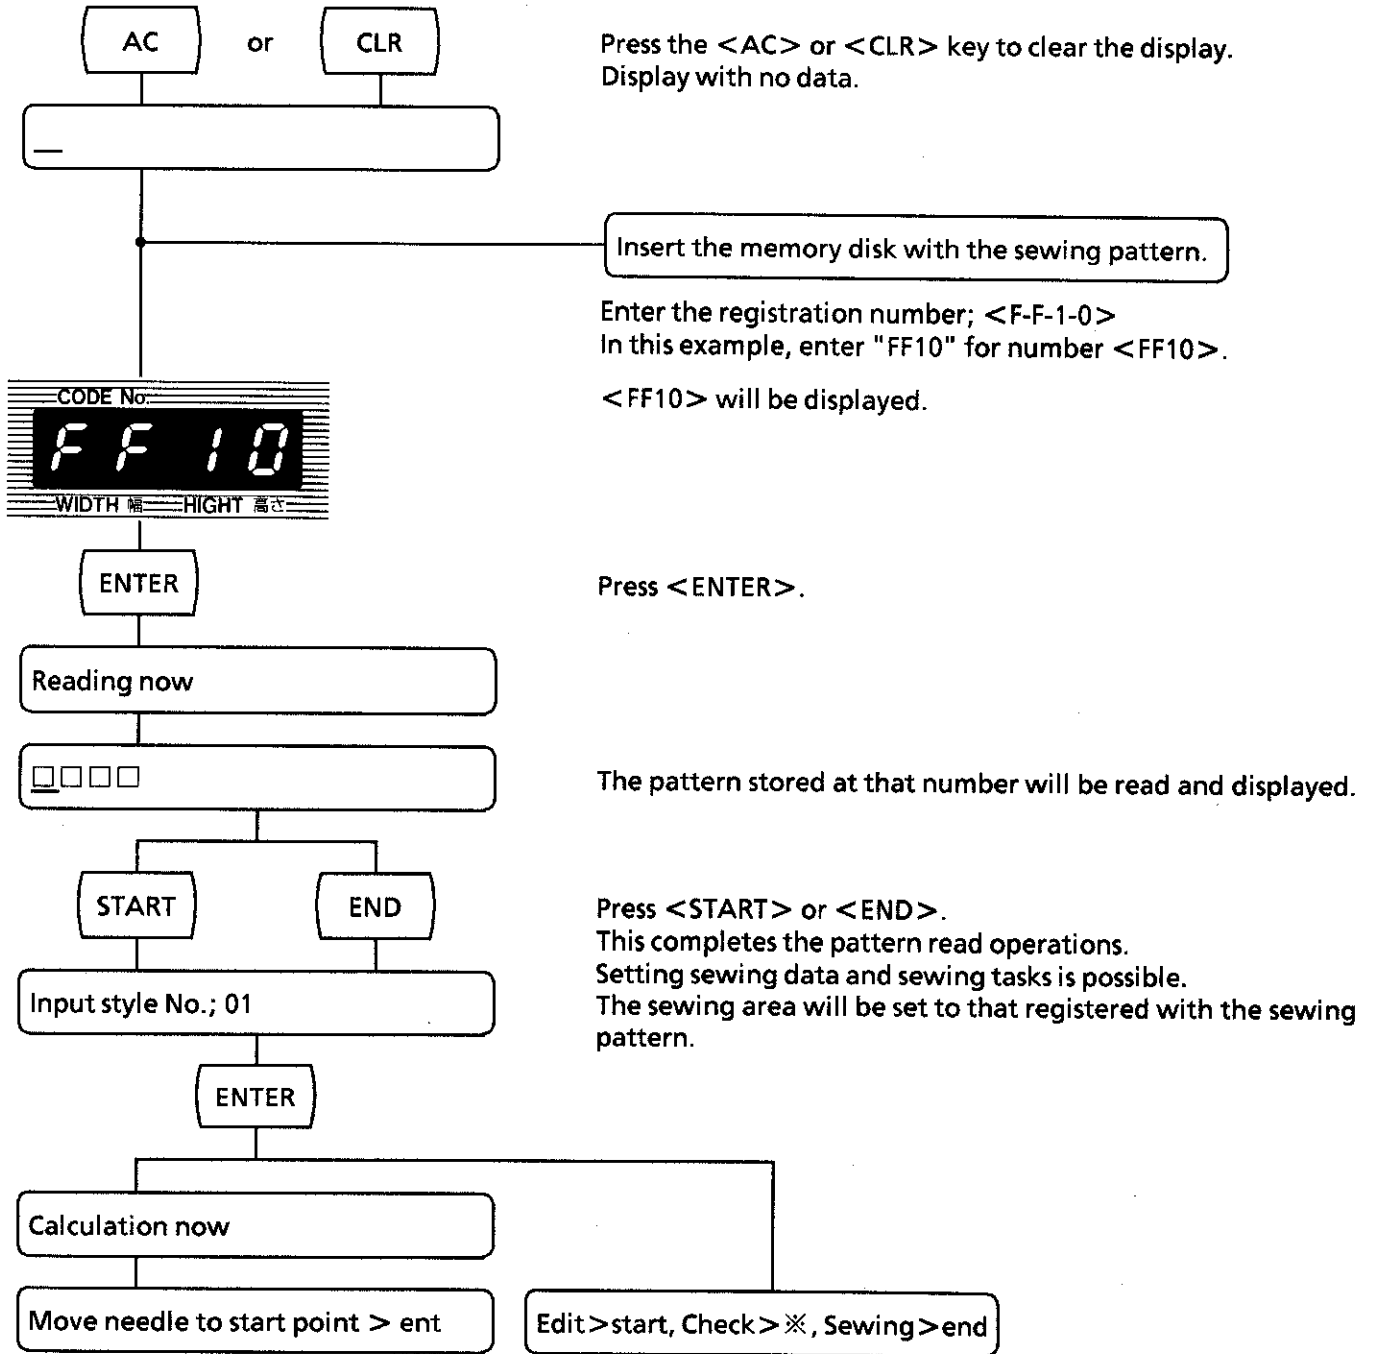 AC or CLR
Press the <AC> or <CLR> key to clear the display.
Display with no data.
Insert the memory disk with the sewing pattern.
Enter the registration number; <F-F-1-0>
In this example, enter "FF10" for number <FF10>.
CODE No.
<FF10> will be displayed.
F F 1 0
WIDTH 幅 HIGHT 高さ
ENTER
Press <ENTER>.
Reading now
□□□□
The pattern stored at that number will be read and displayed.
START END
Press <START> or <END>.
This completes the pattern read operations.
Setting sewing data and sewing tasks is possible.
Input style No.; 01
The sewing area will be set to that registered with the sewing
pattern.
ENTER
Calculation now
Move needle to start point > ent
Edit>start, Check>※, Sewing>end